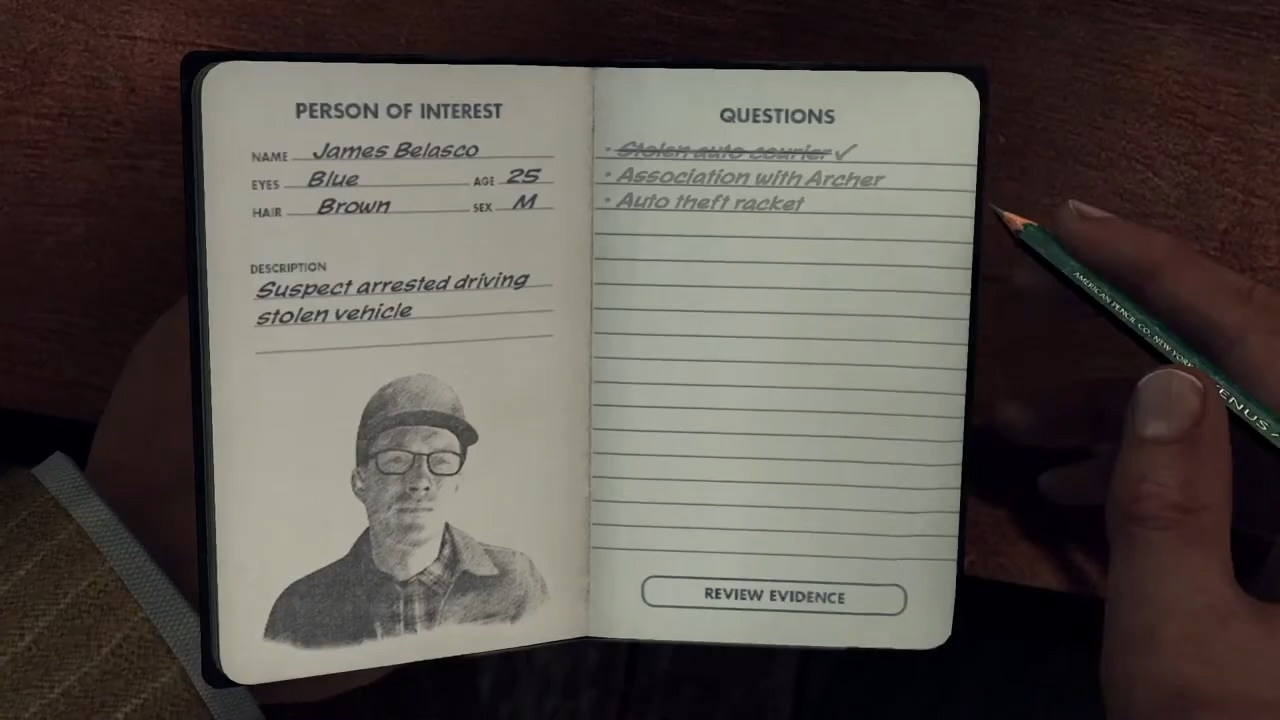 PERSON OF INTEREST
NAME James Belasco
EYES Blue AGE 25
HAIR Brown SEX M
DESCRIPTION
Suspect arrested driving
stolen vehicle
QUESTIONS
• Stolen auto courier ✓
• Association with Archer
• Auto theft racket
REVIEW EVIDENCE
AMERICAN PENCIL CO. NEW YORK
VENUS